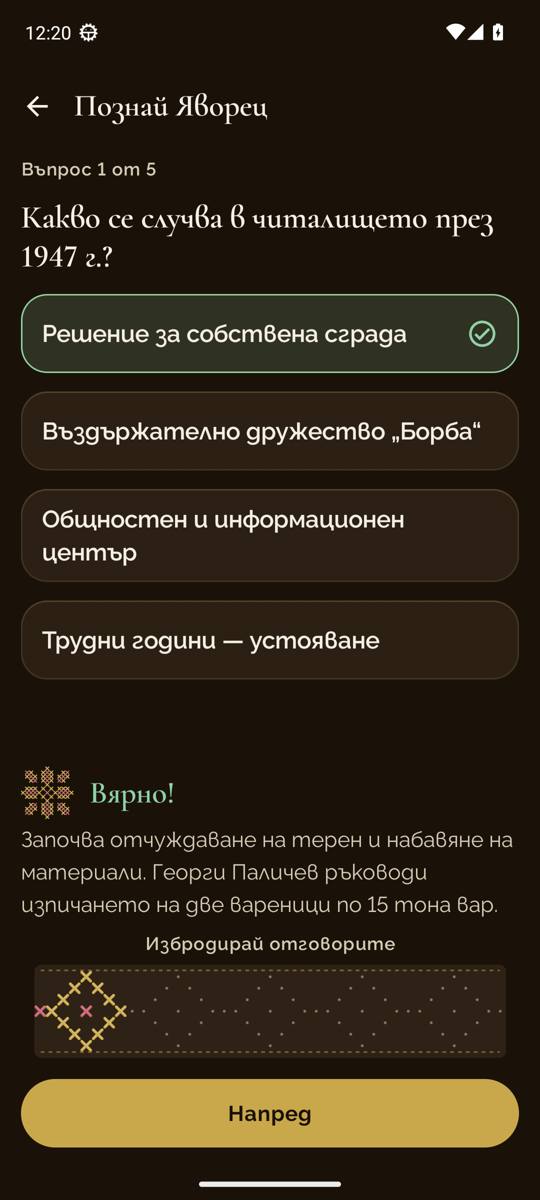 12:20
Познай Яворец
Въпрос 1 от 5
Какво се случва в читалището през
1947 г.?
Решение за собствена сграда
Въздържателно дружество „Борба“
Общностен и информационен
център
Трудни години — устояване
Вярно!
Започва отчуждаване на терен и набавяне на
материали. Георги Паличев ръководи
изпичането на две вареници по 15 тона вар.
Избродирай отговорите
Напред